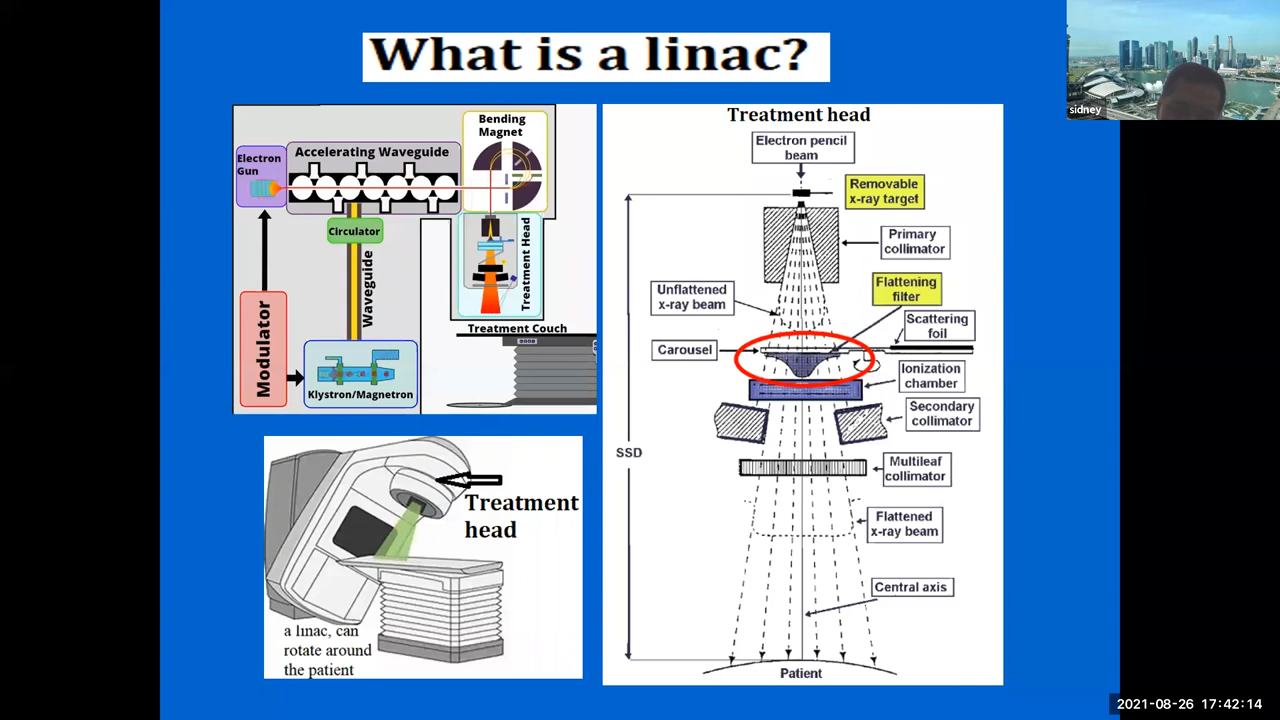 What is a linac?
sidney
Bending
Magnet
Electron
Gun
Accelerating Waveguide
Circulator
Waveguide
Modulator
Klystron/Magnetron
Treatment Head
Treatment Couch
Treatment
head
a linac, can
rotate around
the patient
Treatment head
Electron pencil
beam
Removable
x-ray target
Primary
collimator
Unflattened
x-ray beam
Flattening
filter
Scattering
foil
Carousel
Ionization
chamber
Secondary
collimator
SSD
Multileaf
collimator
Flattened
x-ray beam
Central axis
Patient
2021-08-26 17:42:14